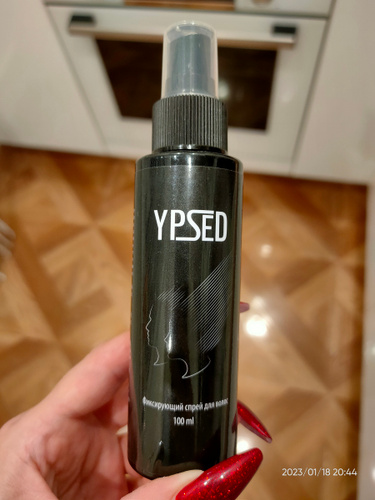 YPSED
фиксирующий спрей для волос
100 ml
2023/01/18 20:44